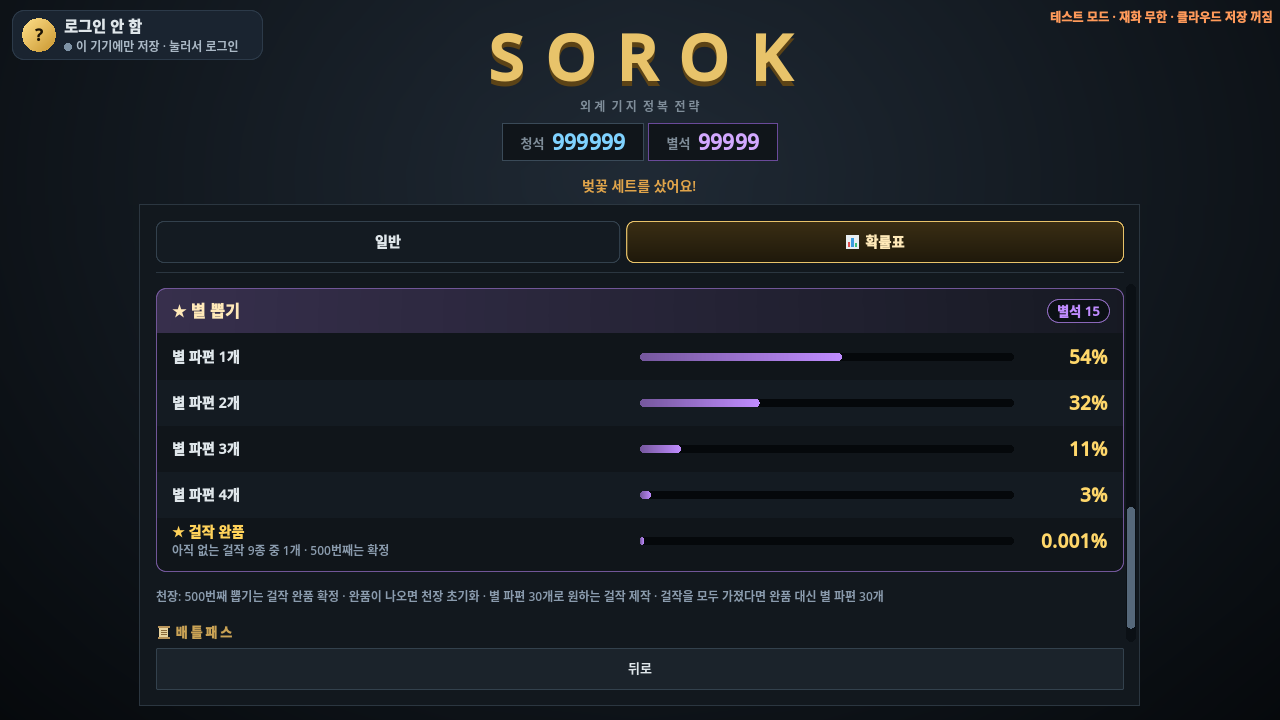 ? 로그인 안 함
이 기기에만 저장 · 눌러서 로그인
테스트 모드 · 재화 무한 · 클라우드 저장 꺼짐
SOROK
외계 기지 정복 전략
청석 999999 별석 99999
벚꽃 세트를 샀어요!
일반
확률표
★ 별 뽑기
별석 15
별 파편 1개 54%
별 파편 2개 32%
별 파편 3개 11%
별 파편 4개 3%
★ 걸작 완품 0.001%
아직 없는 걸작 9종 중 1개 · 500번째는 확정
천장: 500번째 뽑기는 걸작 완품 확정 · 완품이 나오면 천장 초기화 · 별 파편 30개로 원하는 걸작 제작 · 걸작을 모두 가졌다면 완품 대신 별 파편 30개
배틀패스
뒤로